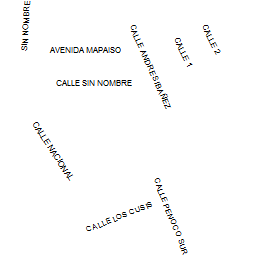 SIN NOMBRE
AVENIDA MAPAISO
CALLE SIN NOMBRE
CALLE ANDRES IBAÑEZ
CALLE 1
CALLE 2
CALLE NACIONAL
CALLE LOS CUSIS
CALLE PENOCO SUR